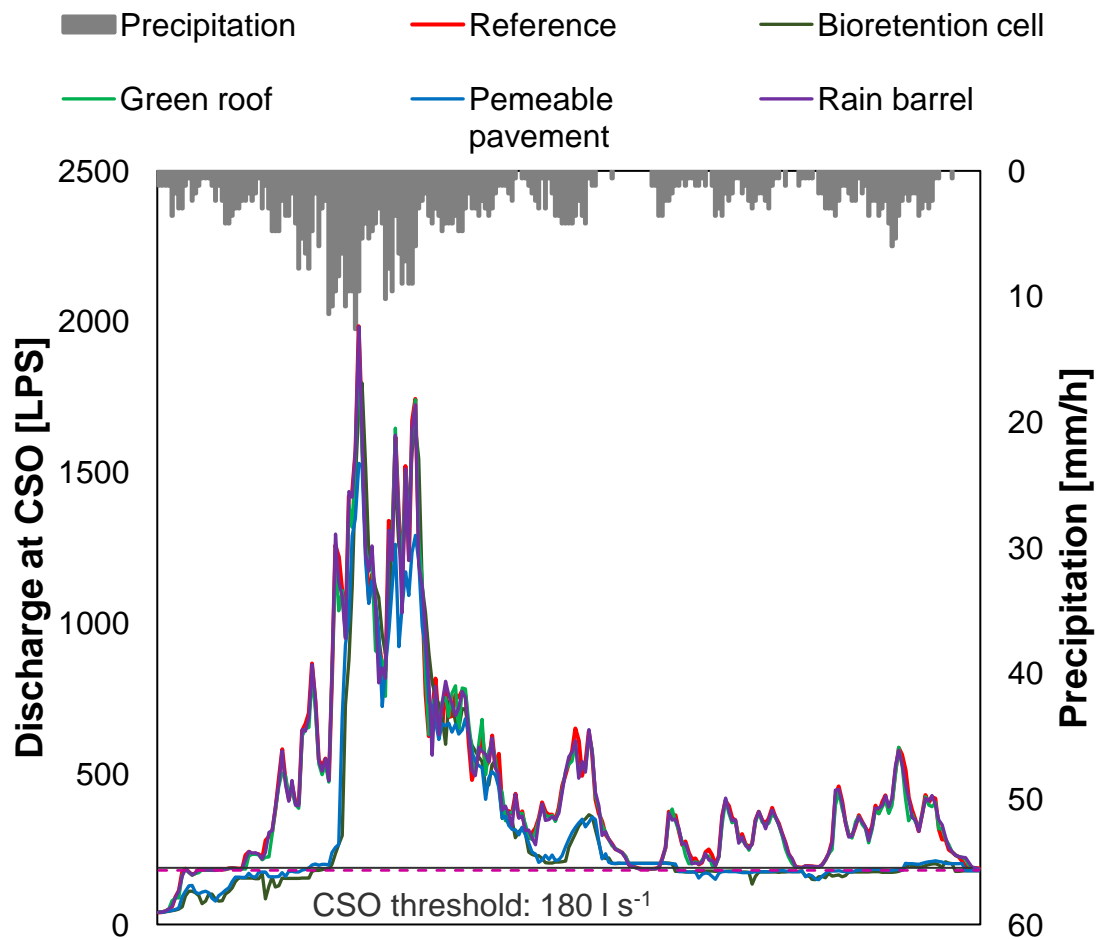 Precipitation
Reference
Bioretention cell
Green roof
Pemeable
pavement
Rain barrel
2500
2000
1500
1000
500
0
Discharge at CSO [LPS]
0
10
20
30
40
50
60
Precipitation [mm/h]
CSO threshold: 180 l s⁻¹